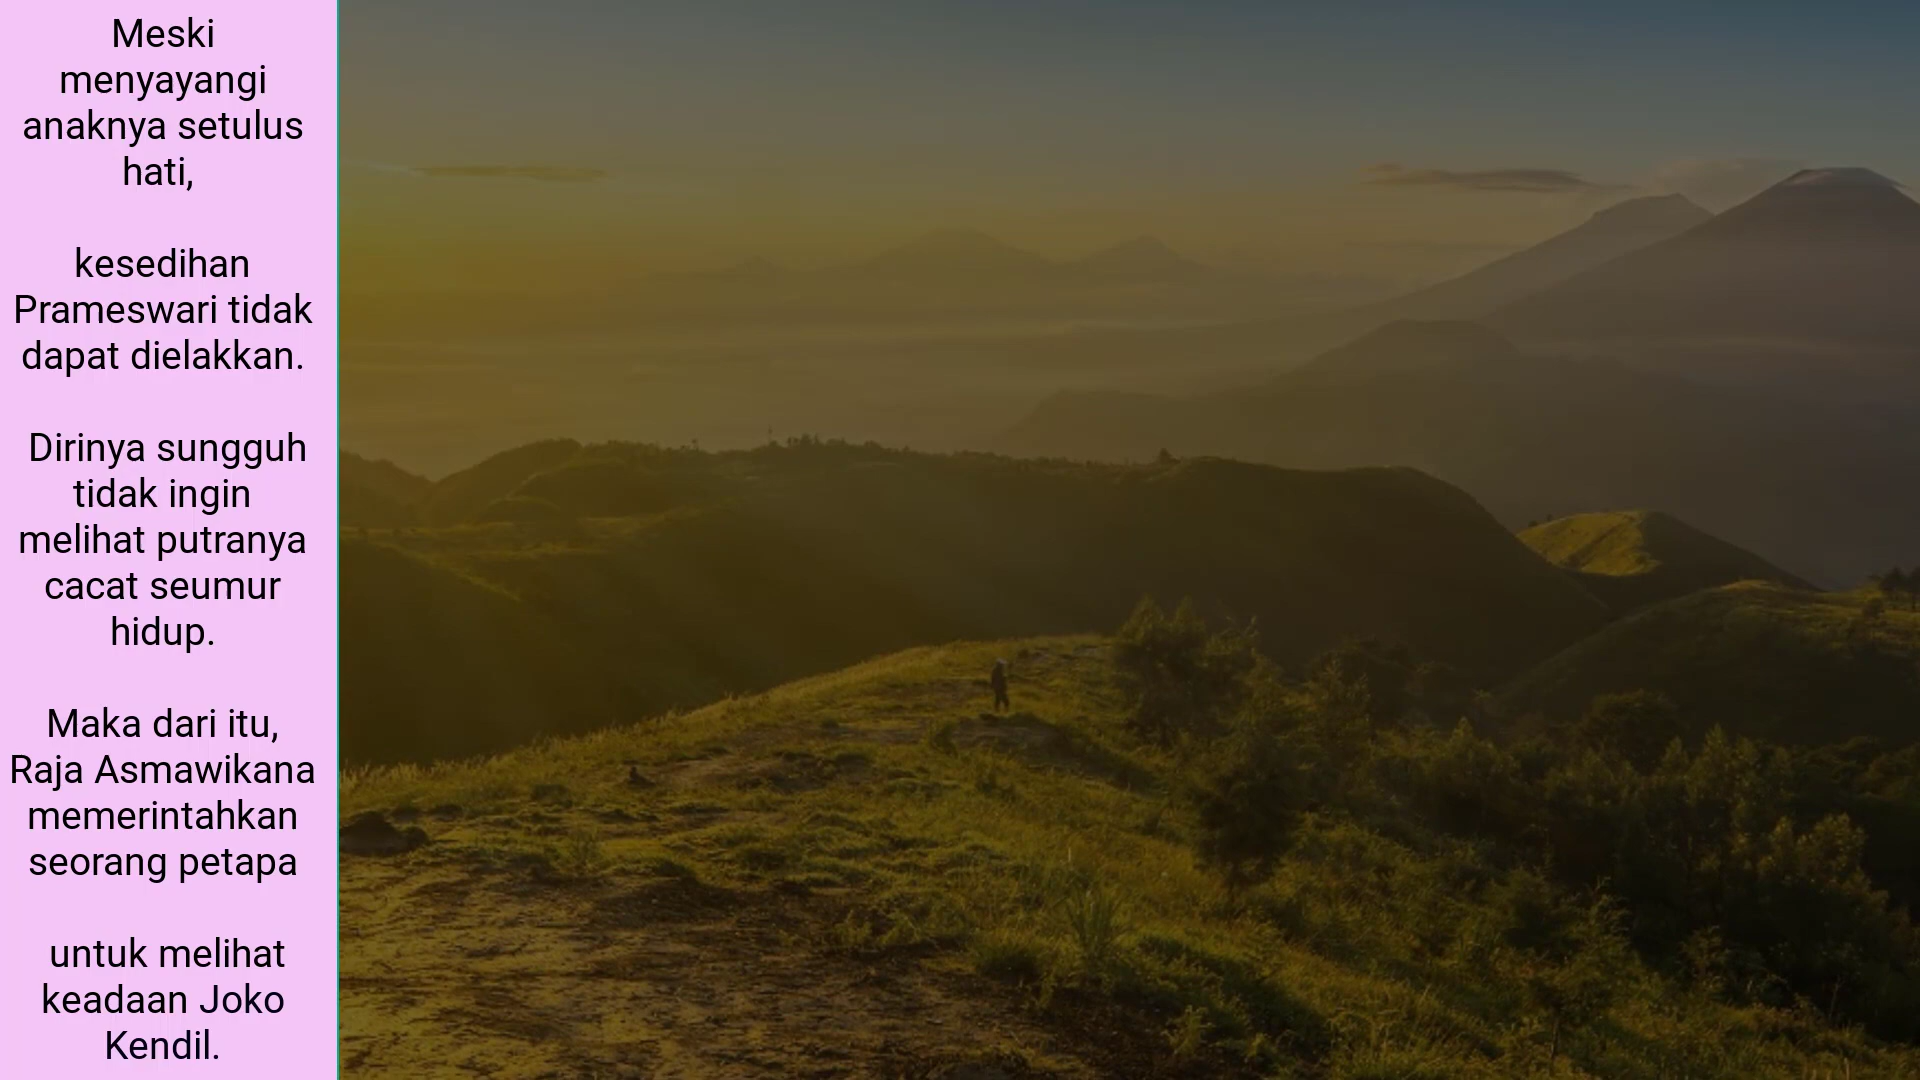 Meski
menyayangi
anaknya setulus
hati,
kesedihan
Prameswari tidak
dapat dielakkan.
Dirinya sungguh
tidak ingin
melihat putranya
cacat seumur
hidup.
Maka dari itu,
Raja Asmawikana
memerintahkan
seorang petapa
untuk melihat
keadaan Joko
Kendil.